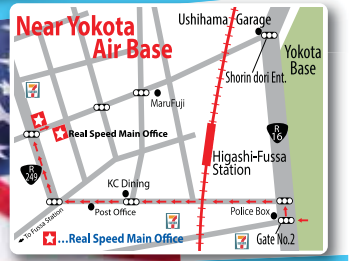 Near Yokota
Air Base
Ushihama
Garage
Yokota
Base
Shorin dori Ent.
MaruFuji
Real Speed Main Office
R
16
R
249
Higashi-Fussa
Station
KC Dining
Post Office
Police Box
Gate No.2
To Fussa Station
...Real Speed Main Office